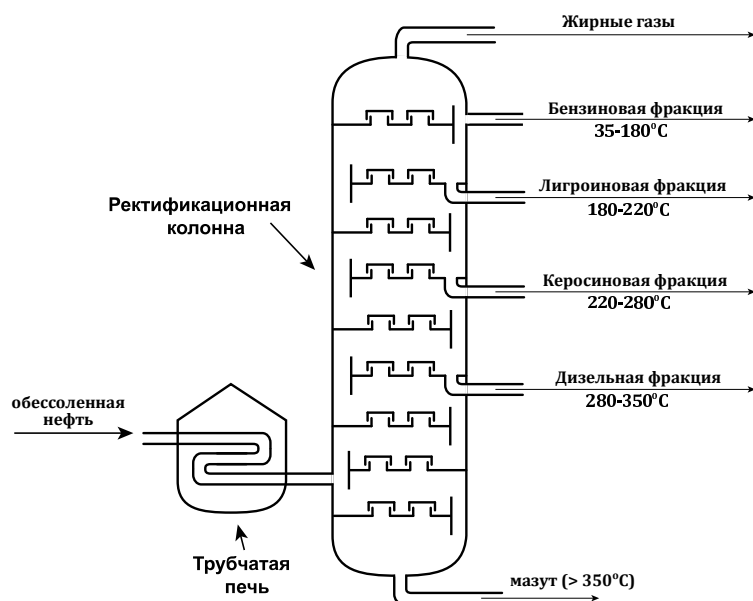 Жирные газы
Бензиновая фракция
35-180°C
Лигроиновая фракция
180-220°C
Ректификационная
колонна
Керосиновая фракция
220-280°C
Дизельная фракция
280-350°C
обессоленная
нефть
Трубчатая
печь
мазут (> 350°C)